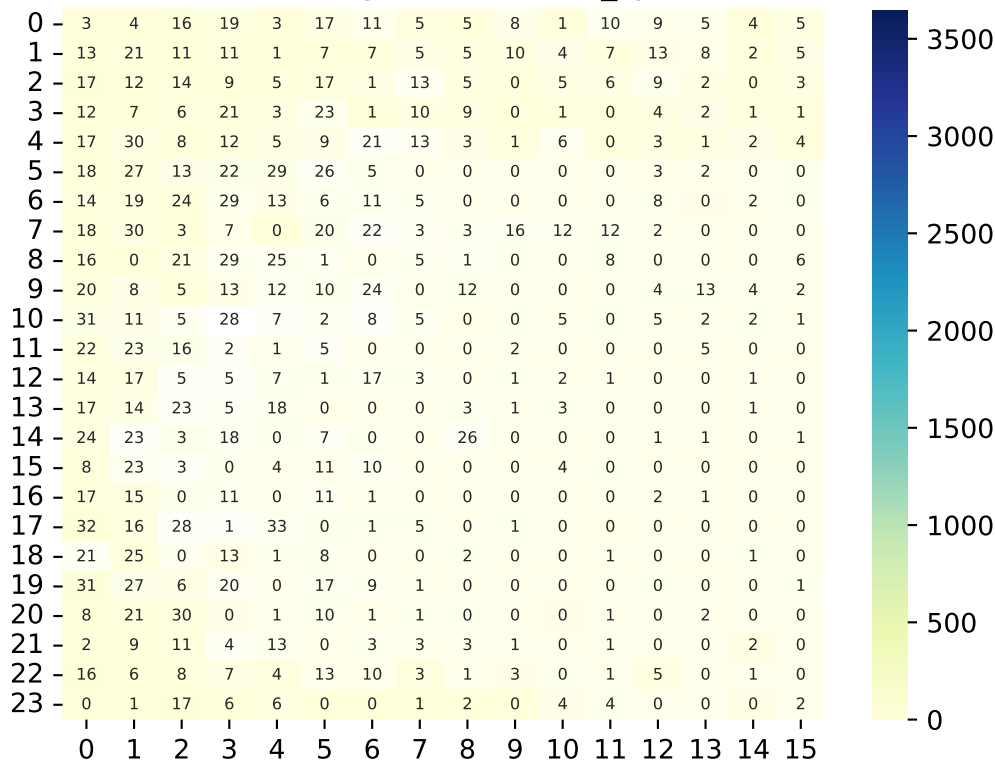 0 3 4 16 19 3 17 11 5 5 8 1 10 9 5 4 5
1 13 21 11 11 1 7 7 5 5 10 4 7 13 8 2 5
2 17 12 14 9 5 17 1 13 5 0 5 6 9 2 0 3
3 12 7 6 21 3 23 1 10 9 0 1 0 4 2 1 1
4 17 30 8 12 5 9 21 13 3 1 6 0 3 1 2 4
5 18 27 13 22 29 26 5 0 0 0 0 0 3 2 0 0
6 14 19 24 29 13 6 11 5 0 0 0 0 8 0 2 0
7 18 30 3 7 0 20 22 3 3 16 12 12 2 0 0 0
8 16 0 21 29 25 1 0 5 1 0 0 8 0 0 0 6
9 20 8 5 13 12 10 24 0 12 0 0 0 4 13 4 2
10 31 11 5 28 7 2 8 5 0 0 5 0 5 2 2 1
11 22 23 16 2 1 5 0 0 0 2 0 0 0 5 0 0
12 14 17 5 5 7 1 17 3 0 1 2 1 0 0 1 0
13 17 14 23 5 18 0 0 0 3 1 3 0 0 0 1 0
14 24 23 3 18 0 7 0 0 26 0 0 0 1 1 0 1
15 8 23 3 0 4 11 10 0 0 0 4 0 0 0 0 0
16 17 15 0 11 0 11 1 0 0 0 0 0 2 1 0 0
17 32 16 28 1 33 0 1 5 0 1 0 0 0 0 0 0
18 21 25 0 13 1 8 0 0 2 0 0 1 0 0 1 0
19 31 27 6 20 0 17 9 1 0 0 0 0 0 0 0 1
20 8 21 30 0 1 10 1 1 0 0 0 1 0 2 0 0
21 2 9 11 4 13 0 3 3 3 1 0 1 0 0 2 0
22 16 6 8 7 4 13 10 3 1 3 0 1 5 0 1 0
23 0 1 17 6 6 0 0 1 2 0 4 4 0 0 0 2
0 1 2 3 4 5 6 7 8 9 10 11 12 13 14 15
3500
3000
2500
2000
1500
1000
500
0